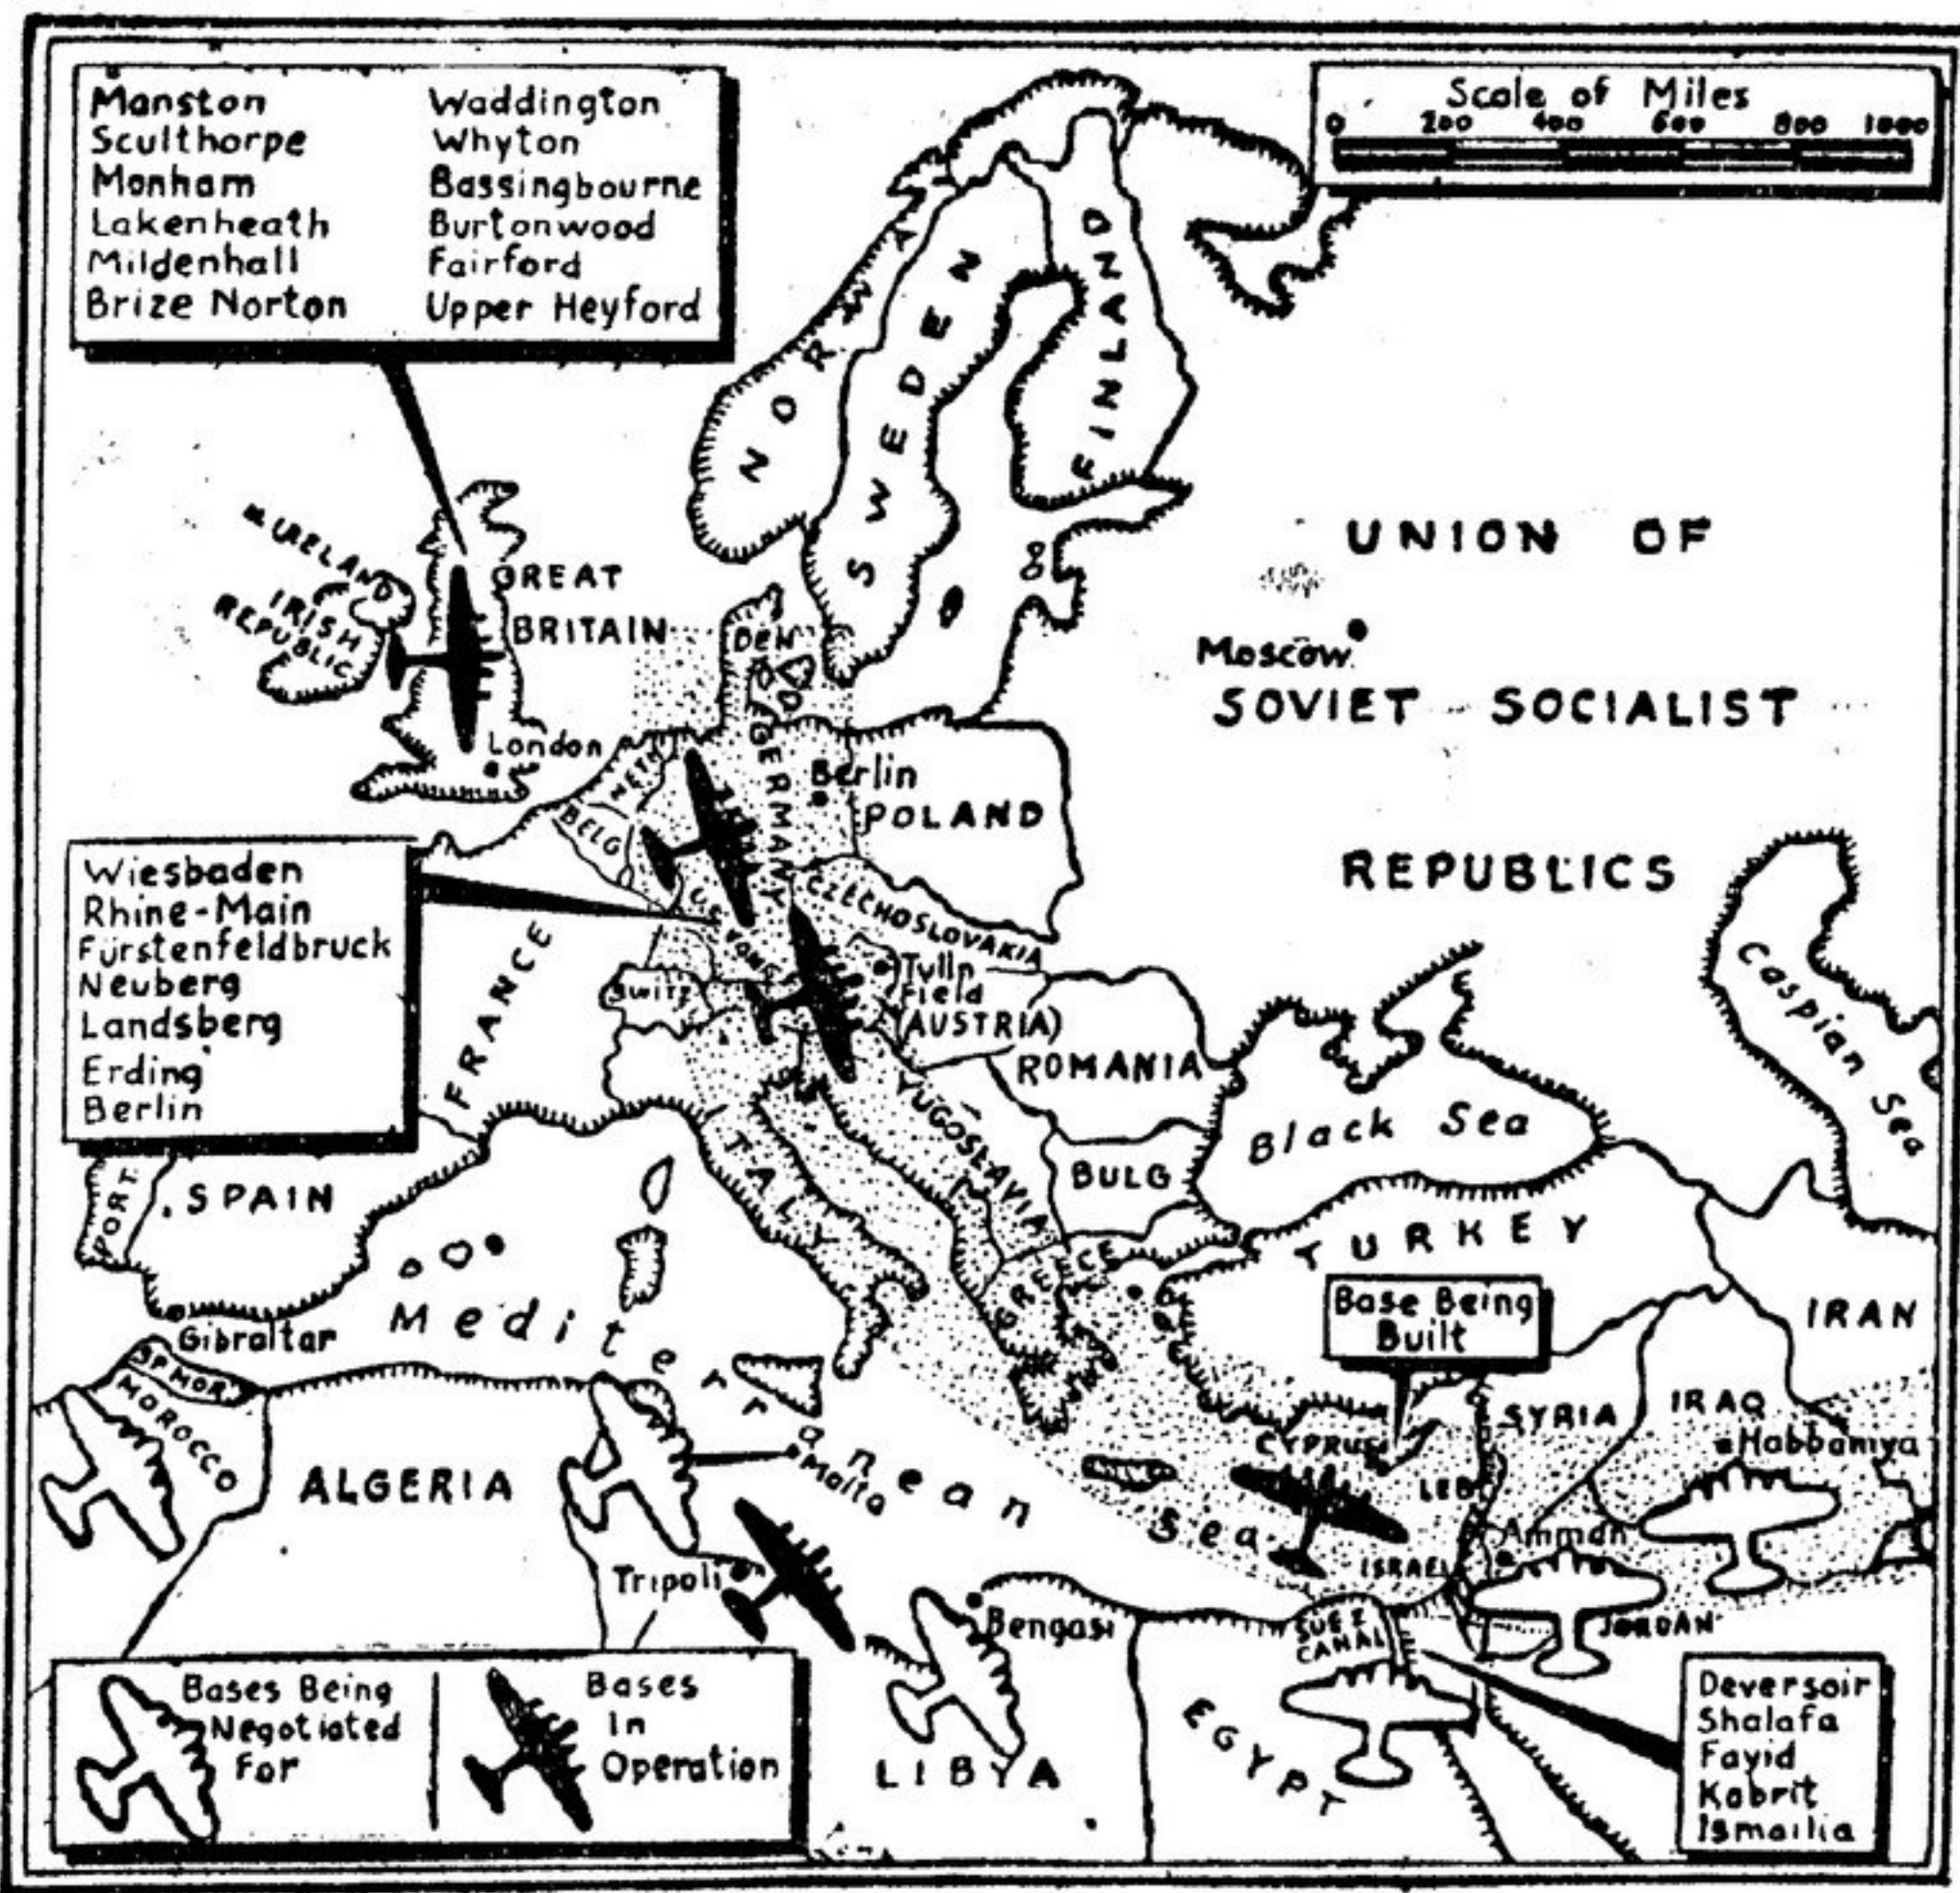 Manston
Sculthorpe
Monham
Lakenheath
Mildenhall
Brize Norton
Waddington
Whyton
Bassingbourne
Burtonwood
Fairford
Upper Heyford
Scale of Miles
0 200 400 600 800 1000
NORWAY
SWEDEN
FINLAND
IRELAND
IRISH
REPUBLIC
GREAT
BRITAIN
London
UNION OF
Moscow
SOVIET SOCIALIST
REPUBLICS
DEN
NETH
BELG
GERMANY
Berlin
POLAND
CZECHOSLOVAKIA
U.S.
ZONE
Wiesbaden
Rhine-Main
Fürstenfeldbruck
Neuberg
Landsberg
Erding
Berlin
FRANCE
SWITZ
Tulln
Field
(AUSTRIA)
ROMANIA
YUGOSLAVIA
BULG
Black Sea
Caspian Sea
PORT
SPAIN
ITALY
GREECE
TURKEY
Base Being
Built
IRAN
Gibraltar
Mediterranean Sea
SP. MOR.
MOROCCO
ALGERIA
Malta
CYPRUS
SYRIA
IRAQ
Habbaniya
LEB
Amman
ISRAEL
JORDAN
Tripoli
Bengasi
SUEZ
CANAL
LIBYA
EGYPT
Deversoir
Shalafa
Fayid
Kabrit
Ismailia
Bases Being
Negotiated
For
Bases
In
Operation